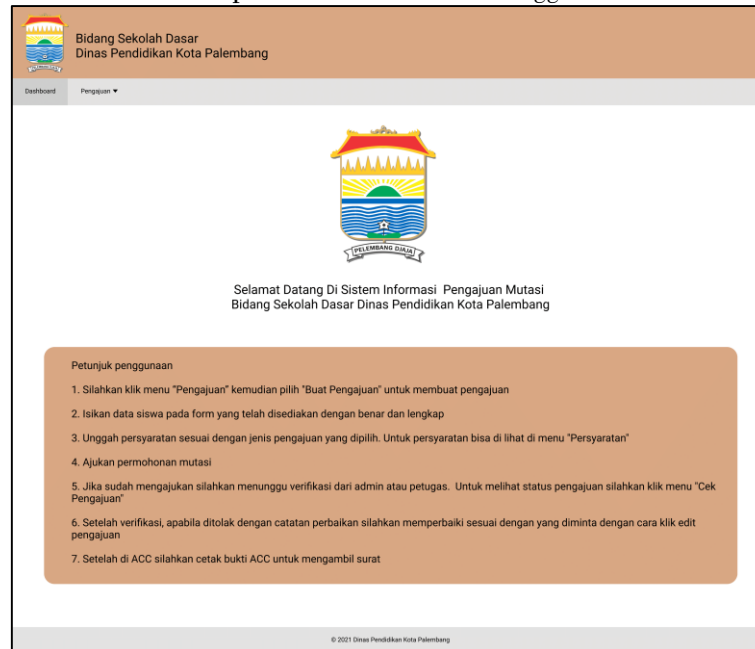 Bidang Sekolah Dasar
Dinas Pendidikan Kota Palembang
Dashboard
Pengajuan ▼
PELEMBANG DJAJA
Selamat Datang Di Sistem Informasi Pengajuan Mutasi
Bidang Sekolah Dasar Dinas Pendidikan Kota Palembang
Petunjuk penggunaan
1. Silahkan klik menu "Pengajuan" kemudian pilih "Buat Pengajuan" untuk membuat pengajuan
2. Isikan data siswa pada form yang telah disediakan dengan benar dan lengkap
3. Unggah persyaratan sesuai dengan jenis pengajuan yang dipilih. Untuk persyaratan bisa di lihat di menu "Persyaratan"
4. Ajukan permohonan mutasi
5. Jika sudah mengajukan silahkan menunggu verifikasi dari admin atau petugas. Untuk melihat status pengajuan silahkan klik menu "Cek
Pengajuan"
6. Setelah verifikasi, apabila ditolak dengan catatan perbaikan silahkan memperbaiki sesuai dengan yang diminta dengan cara klik edit
pengajuan
7. Setelah di ACC silahkan cetak bukti ACC untuk mengambil surat
© 2021 Dinas Pendidikan Kota Palembang